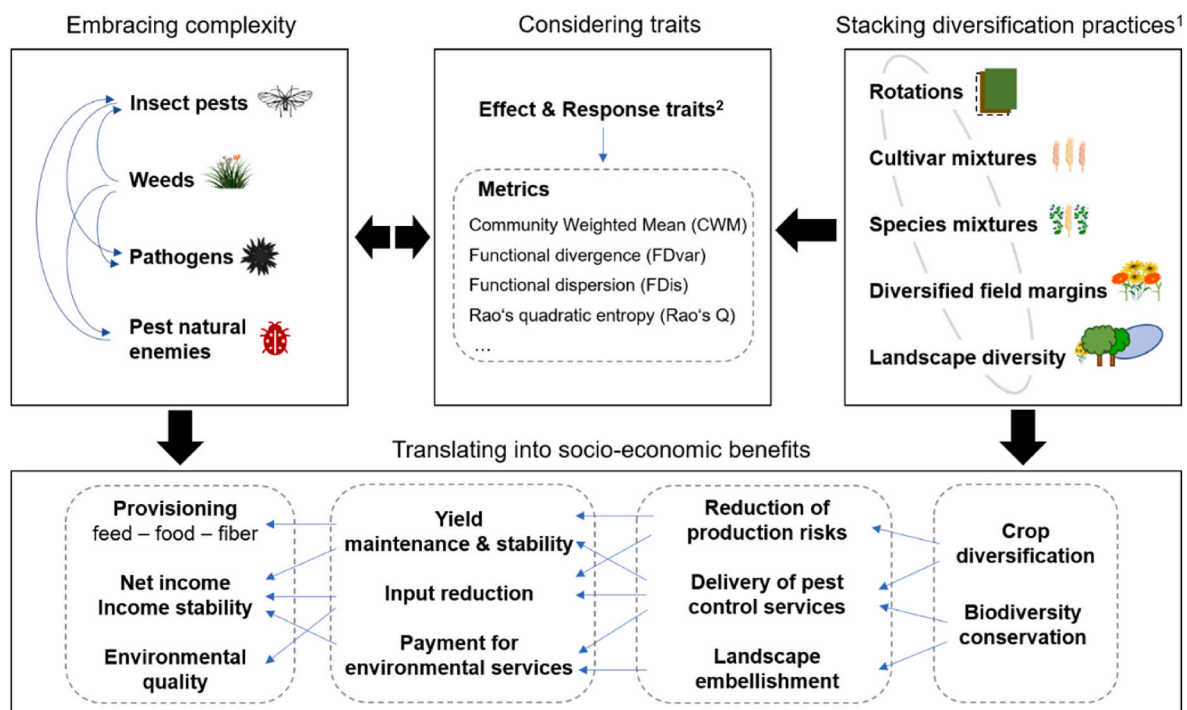 Embracing complexity
Insect pests
Weeds
Pathogens
Pest natural
enemies
Considering traits
Effect & Response traits²
Metrics
Community Weighted Mean (CWM)
Functional divergence (FDvar)
Functional dispersion (FDis)
Rao‘s quadratic entropy (Rao‘s Q)
…
Stacking diversification practices¹
Rotations
Cultivar mixtures
Species mixtures
Diversified field margins
Landscape diversity
Translating into socio-economic benefits
Provisioning
feed – food – fiber
Net income
Income stability
Environmental
quality
Yield
maintenance & stability
Input reduction
Payment for
environmental services
Reduction of
production risks
Delivery of pest
control services
Landscape
embellishment
Crop
diversification
Biodiversity
conservation